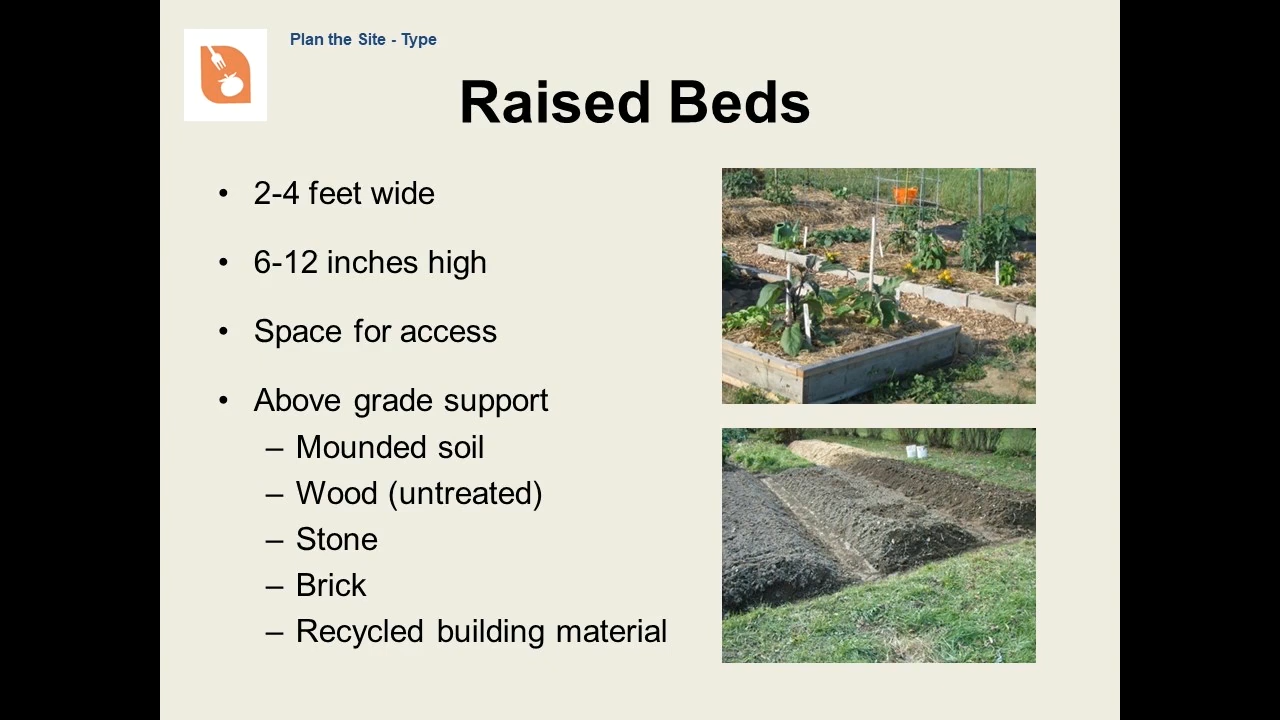 Plan the Site - Type
Raised Beds
• 2-4 feet wide
• 6-12 inches high
• Space for access
• Above grade support
– Mounded soil
– Wood (untreated)
– Stone
– Brick
– Recycled building material